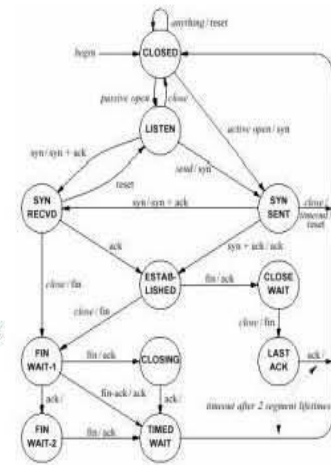 anything / reset
begin
CLOSED
passive open
close
LISTEN
active open / syn
syn / syn + ack
send / syn
reset
SYN
RECVD
syn / syn + ack
SYN
SENT
close /
timeout /
reset
ack
syn + ack / ack
close / fin
ESTAB-
LISHED
fin / ack
CLOSE
WAIT
close / fin
close / fin
FIN
WAIT-1
fin / ack
CLOSING
LAST
ACK
ack /
ack /
fin-ack / ack
ack /
timeout after 2 segment lifetimes
FIN
WAIT-2
fin / ack
TIMED
WAIT